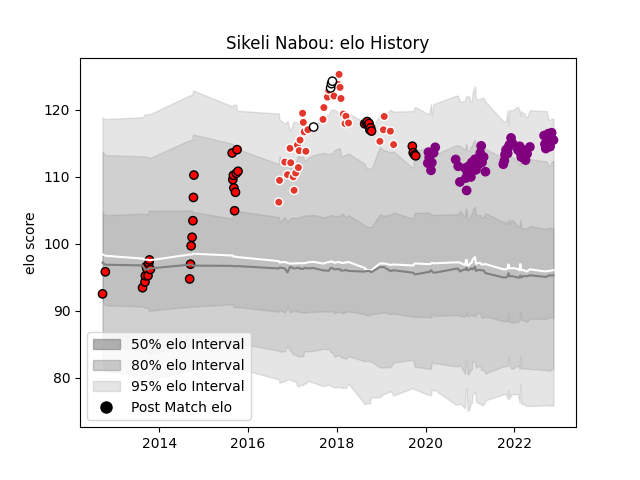 Sikeli Nabou: elo History
120
110
100
90
80
elo score
50% elo Interval
80% elo Interval
95% elo Interval
Post Match elo
2014 2016 2018 2020 2022